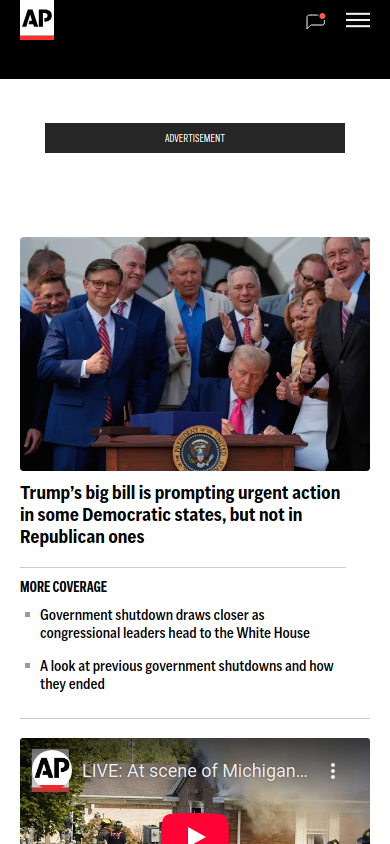 AP
ADVERTISEMENT
Trump’s big bill is prompting urgent action
in some Democratic states, but not in
Republican ones
MORE COVERAGE
Government shutdown draws closer as
congressional leaders head to the White House
A look at previous government shutdowns and how
they ended
AP
LIVE: At scene of Michigan...